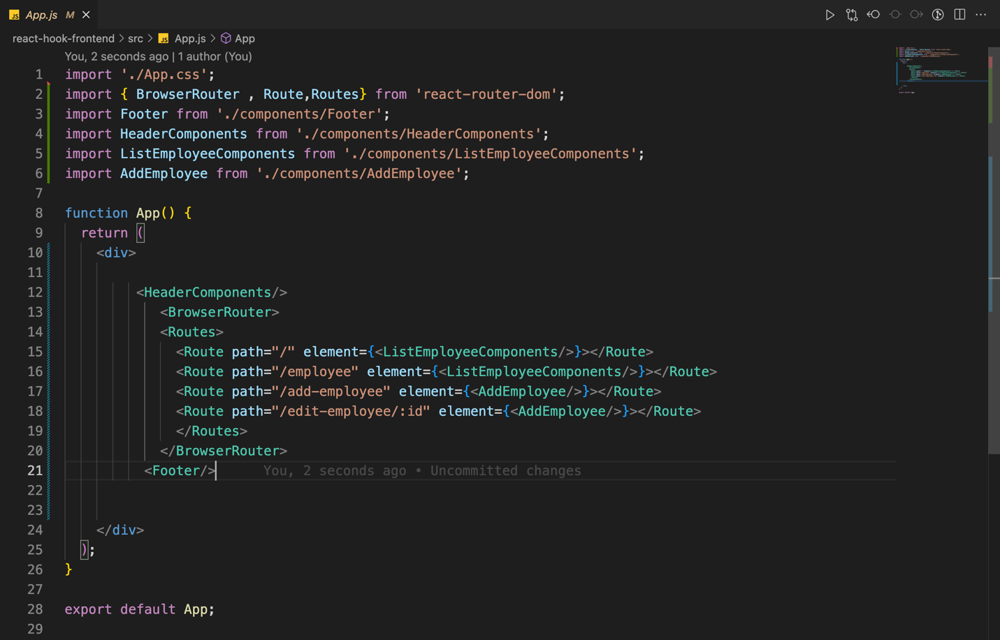 JS App.js M
react-hook-frontend > src > JS App.js > App
You, 2 seconds ago | 1 author (You)
1 import './App.css';
2 import { BrowserRouter , Route,Routes} from 'react-router-dom';
3 import Footer from './components/Footer';
4 import HeaderComponents from './components/HeaderComponents';
5 import ListEmployeeComponents from './components/ListEmployeeComponents';
6 import AddEmployee from './components/AddEmployee';
7
8 function App() {
9 return (
10 <div>
11
12 <HeaderComponents/>
13 <BrowserRouter>
14 <Routes>
15 <Route path="/" element={<ListEmployeeComponents/>}></Route>
16 <Route path="/employee" element={<ListEmployeeComponents/>}></Route>
17 <Route path="/add-employee" element={<AddEmployee/>}></Route>
18 <Route path="/edit-employee/:id" element={<AddEmployee/>}></Route>
19 </Routes>
20 </BrowserRouter>
21 <Footer/> You, 2 seconds ago • Uncommitted changes
22
23
24 </div>
25 );
26 }
27
28 export default App;
29